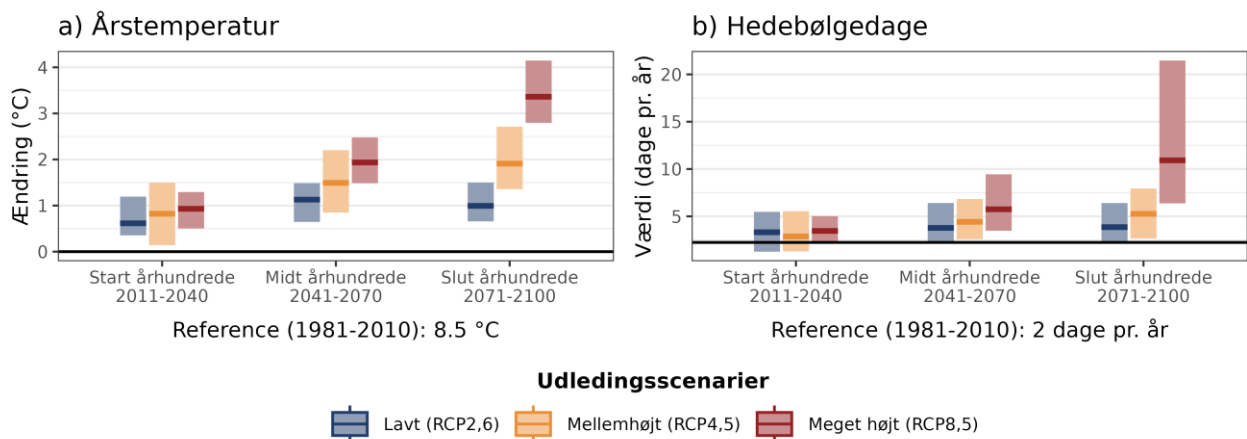 a) Årstemperatur
Ændring (°C)
4
3
2
1
0
Start århundrede
2011-2040
Midt århundrede
2041-2070
Slut århundrede
2071-2100
Reference (1981-2010): 8.5 °C
b) Hedebølgedage
Værdi (dage pr. år)
20
15
10
5
Start århundrede
2011-2040
Midt århundrede
2041-2070
Slut århundrede
2071-2100
Reference (1981-2010): 2 dage pr. år
Udledingsscenarier
Lavt (RCP2,6)
Mellemhøjt (RCP4,5)
Meget højt (RCP8,5)